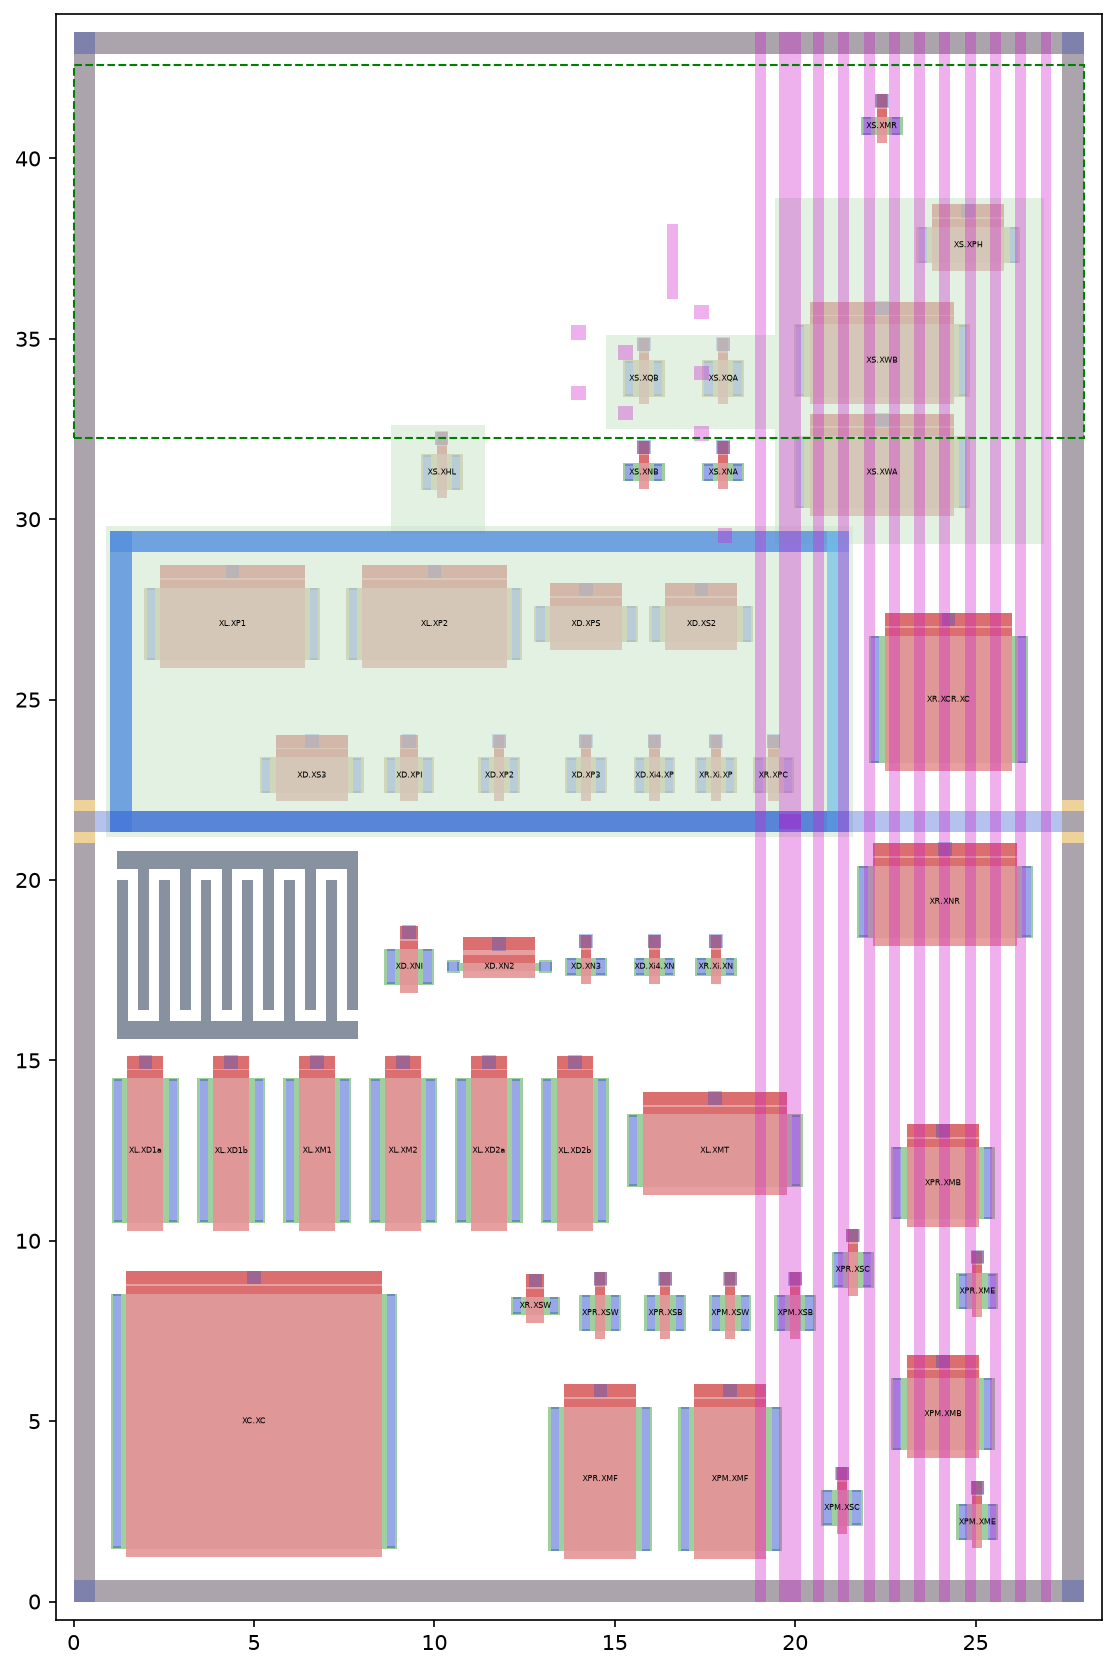 40
XS.XMR
XS.XPH
35
XS.XWB
XS.XQB XS.XQA
XS.XHL XS.XNB XS.XNA XS.XWA
30
XL.XP1 XL.XP2 XD.XPS XD.XS2
25
XR.XCR.XC
XD.XS3 XD.XPI XD.XP2 XD.XP3 XD.Xi4.XP XR.Xi.XP XR.XPC
20
XR.XNR
XD.XNI XD.XN2 XD.XN3 XD.Xi4.XN XR.Xi.XN
15
XL.XD1a XL.XD1b XL.XM1 XL.XM2 XL.XD2a XL.XD2b XL.XMT
XPR.XMB
10
XPR.XSC
XPR.XME
XR.XSW XPR.XSW XPR.XSB XPM.XSW XPM.XSB
5
XC.XC
XPM.XMB
XPR.XMF XPM.XMF
XPM.XSC
XPM.XME
0
0 5 10 15 20 25